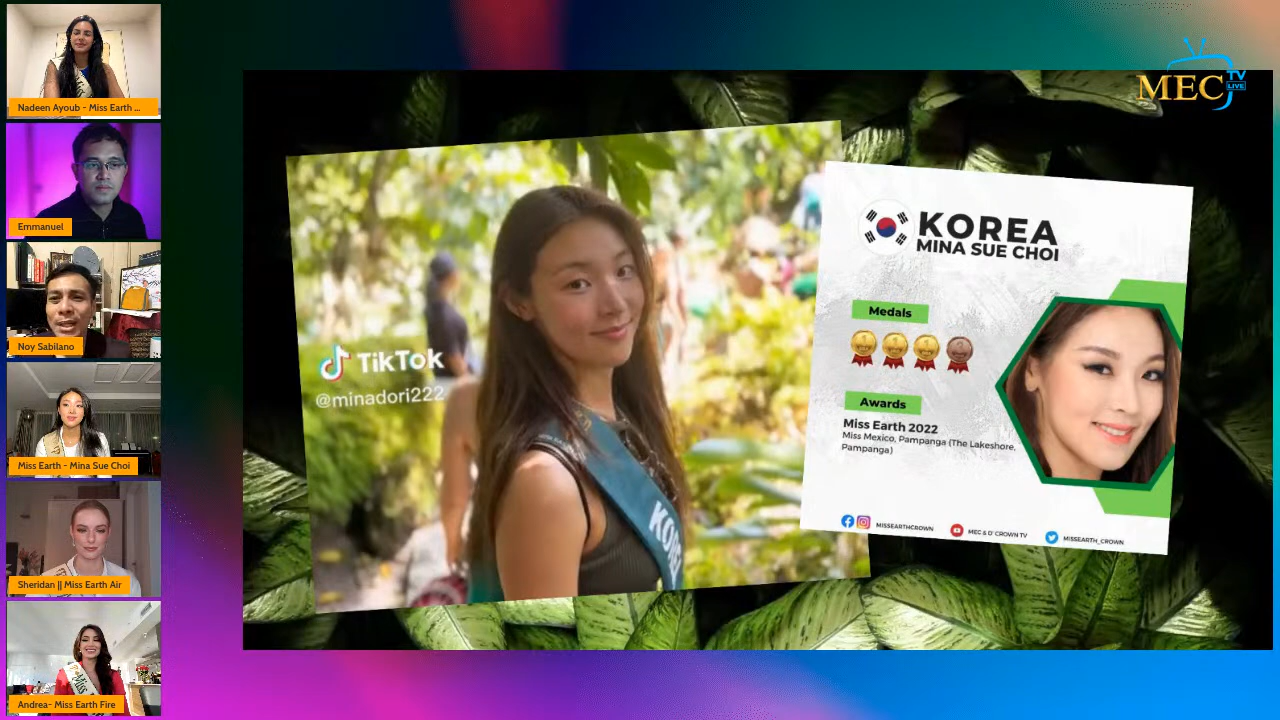 Nadeen Ayoub - Miss Earth ...
Emmanuel
Noy Sabilano
Miss Earth - Mina Sue Choi
Sheridan || Miss Earth Air
Andrea- Miss Earth Fire
MEC TV
LIVE
TikTok
@minadori222
KOREA
KOREA
MINA SUE CHOI
Medals
Awards
Miss Earth 2022
Miss Mexico, Pampanga (The Lakeshore,
Pampanga)
MISSEARTHCROWN
MEC & D' CROWN TV
MISSEARTH_CROWN